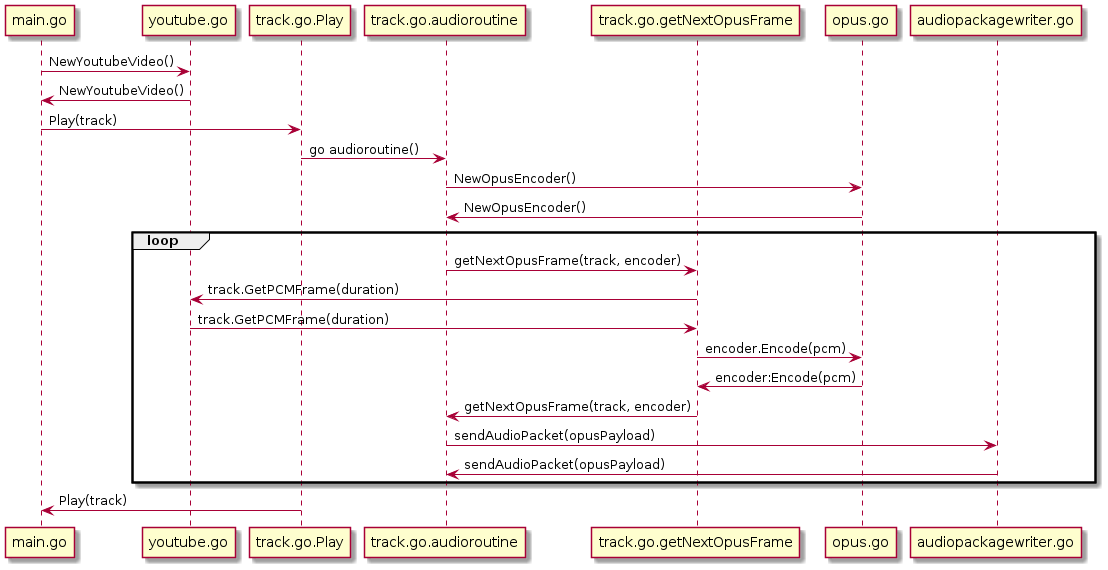 main.go youtube.go track.go.Play track.go.audioroutine track.go.getNextOpusFrame opus.go audiopackagewriter.go
NewYoutubeVideo()
NewYoutubeVideo()
Play(track)
go audioroutine()
NewOpusEncoder()
NewOpusEncoder()
loop
getNextOpusFrame(track, encoder)
track.GetPCMFrame(duration)
track.GetPCMFrame(duration)
encoder.Encode(pcm)
encoder:Encode(pcm)
getNextOpusFrame(track, encoder)
sendAudioPacket(opusPayload)
sendAudioPacket(opusPayload)
Play(track)
main.go youtube.go track.go.Play track.go.audioroutine track.go.getNextOpusFrame opus.go audiopackagewriter.go